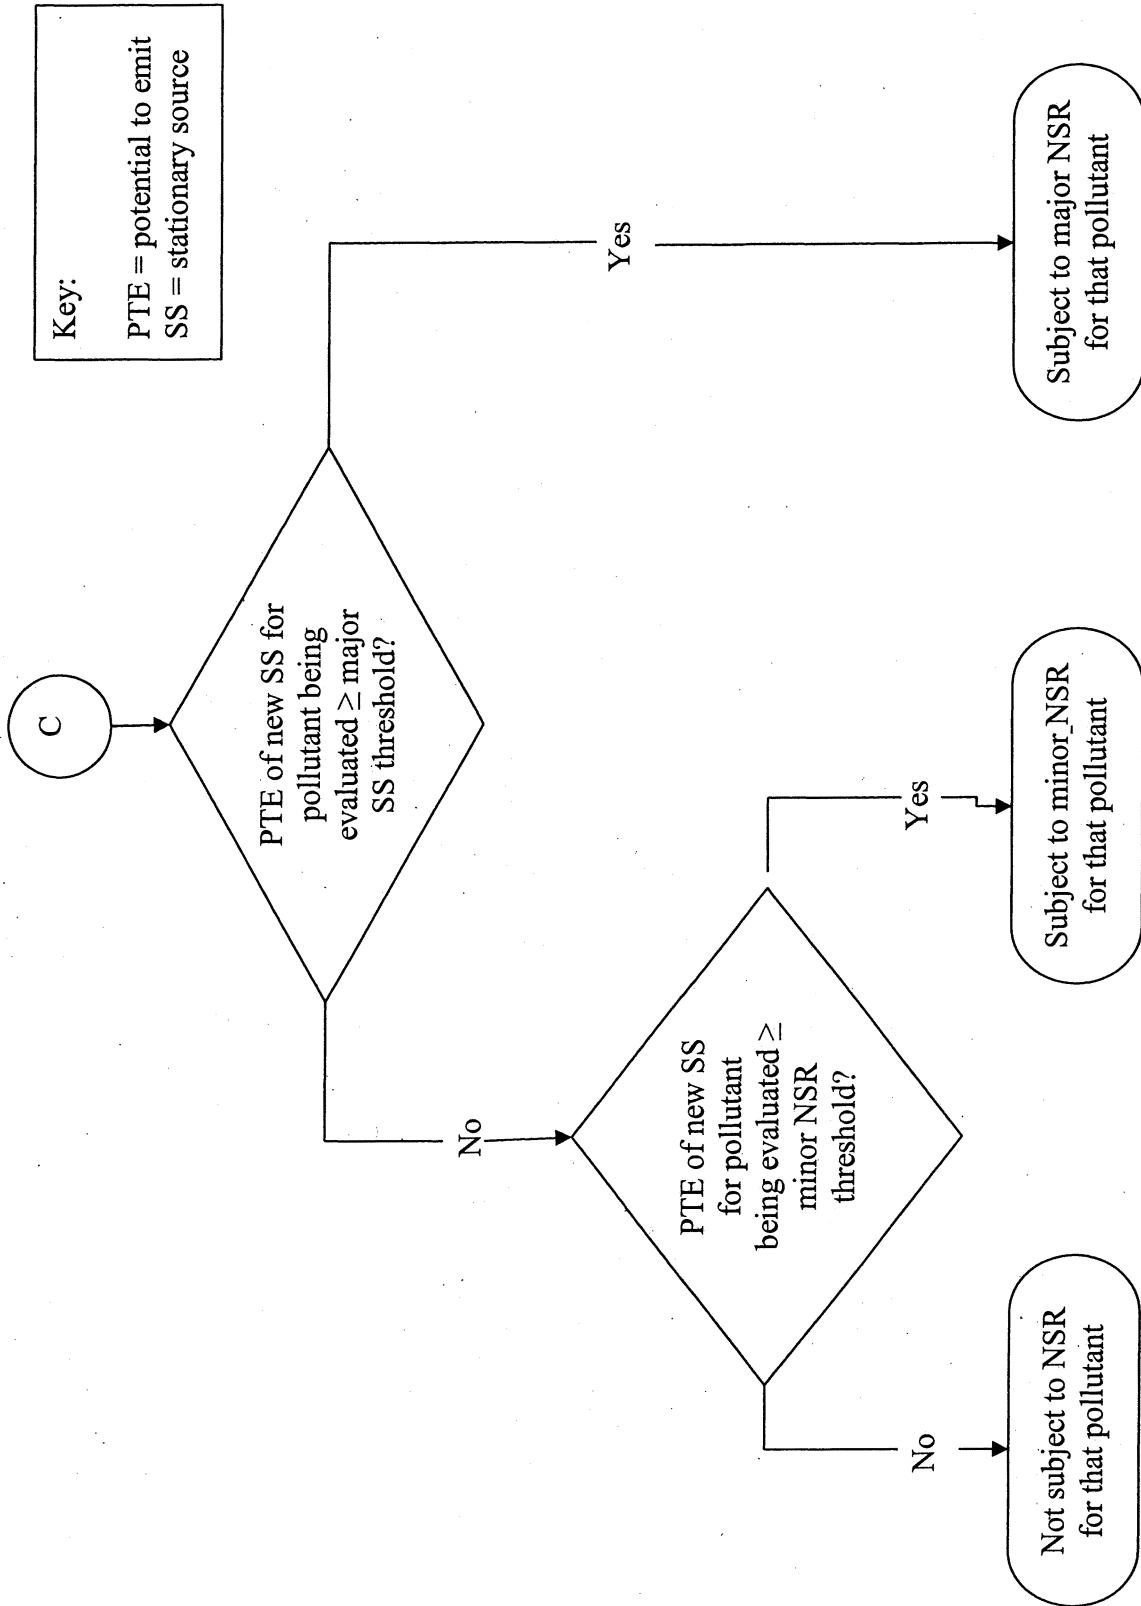 Key:
PTE = potential to emit
SS = stationary source
C
PTE of new SS for
pollutant being
evaluated ≥ major
SS threshold?
No
Yes
PTE of new SS
for pollutant
being evaluated ≥
minor NSR
threshold?
No
Yes
Not subject to NSR
for that pollutant
Subject to minor NSR
for that pollutant
Subject to major NSR
for that pollutant